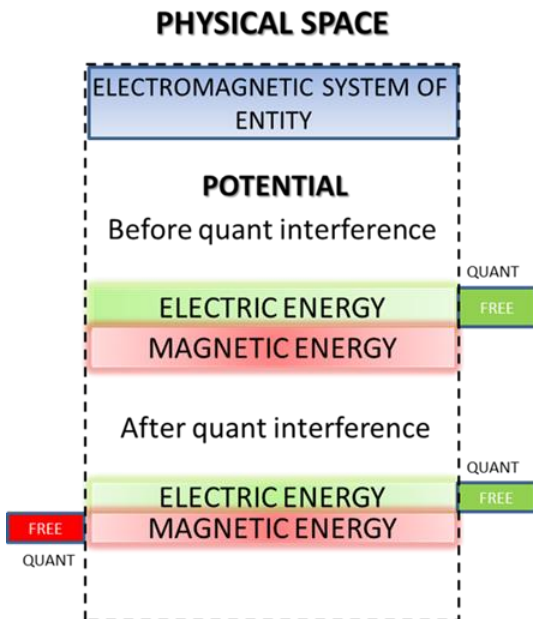 PHYSICAL SPACE
ELECTROMAGNETIC SYSTEM OF
ENTITY
POTENTIAL
Before quant interference
QUANT
ELECTRIC ENERGY
FREE
MAGNETIC ENERGY
After quant interference
QUANT
ELECTRIC ENERGY
FREE
FREE
MAGNETIC ENERGY
QUANT